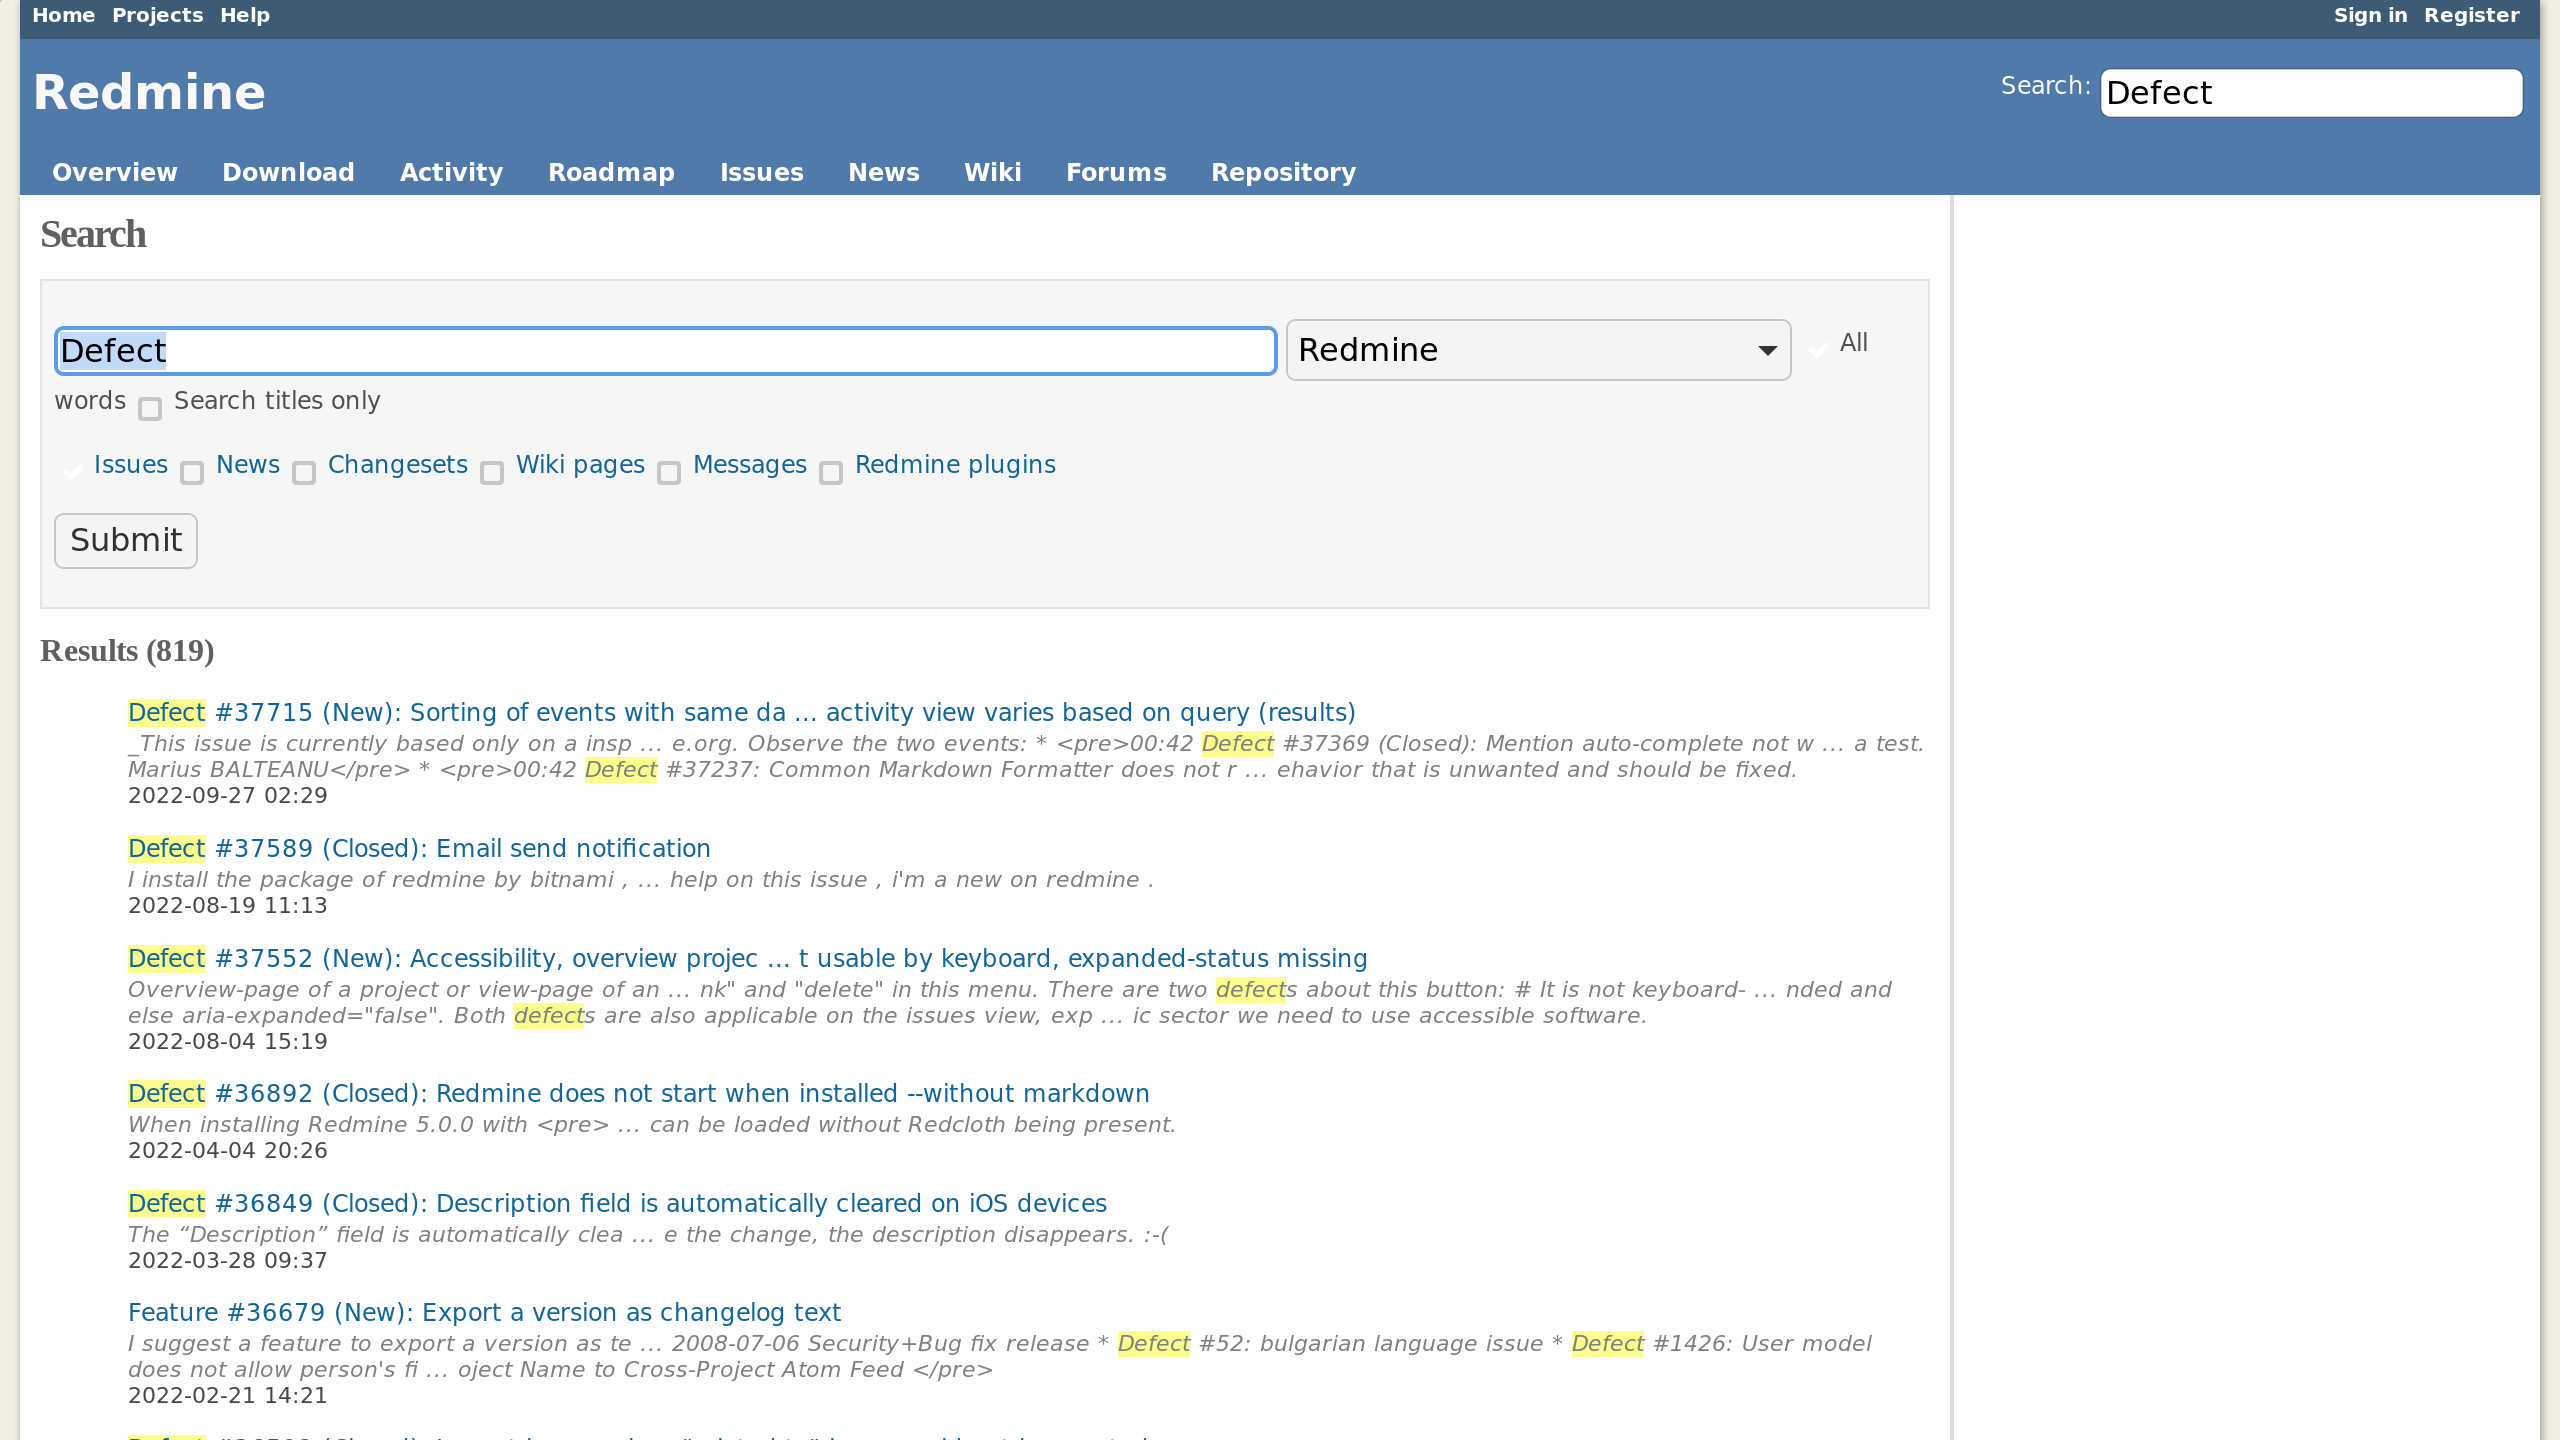 Home Projects Help Sign in Register
Redmine Search: Defect
Overview Download Activity Roadmap Issues News Wiki Forums Repository
Search
Defect Redmine All
words Search titles only
Issues News Changesets Wiki pages Messages Redmine plugins
Submit
Results (819)
Defect #37715 (New): Sorting of events with same da ... activity view varies based on query (results)
_This issue is currently based only on a insp ... e.org. Observe the two events: * <pre>00:42 Defect #37369 (Closed): Mention auto-complete not w ... a test.
Marius BALTEANU</pre> * <pre>00:42 Defect #37237: Common Markdown Formatter does not r ... ehavior that is unwanted and should be fixed.
2022-09-27 02:29
Defect #37589 (Closed): Email send notification
I install the package of redmine by bitnami , ... help on this issue , i'm a new on redmine .
2022-08-19 11:13
Defect #37552 (New): Accessibility, overview projec ... t usable by keyboard, expanded-status missing
Overview-page of a project or view-page of an ... nk" and "delete" in this menu. There are two defects about this button: # It is not keyboard- ... nded and
else aria-expanded="false". Both defects are also applicable on the issues view, exp ... ic sector we need to use accessible software.
2022-08-04 15:19
Defect #36892 (Closed): Redmine does not start when installed --without markdown
When installing Redmine 5.0.0 with <pre> ... can be loaded without Redcloth being present.
2022-04-04 20:26
Defect #36849 (Closed): Description field is automatically cleared on iOS devices
The “Description” field is automatically clea ... e the change, the description disappears. :-(
2022-03-28 09:37
Feature #36679 (New): Export a version as changelog text
I suggest a feature to export a version as te ... 2008-07-06 Security+Bug fix release * Defect #52: bulgarian language issue * Defect #1426: User model
does not allow person's fi ... oject Name to Cross-Project Atom Feed </pre>
2022-02-21 14:21